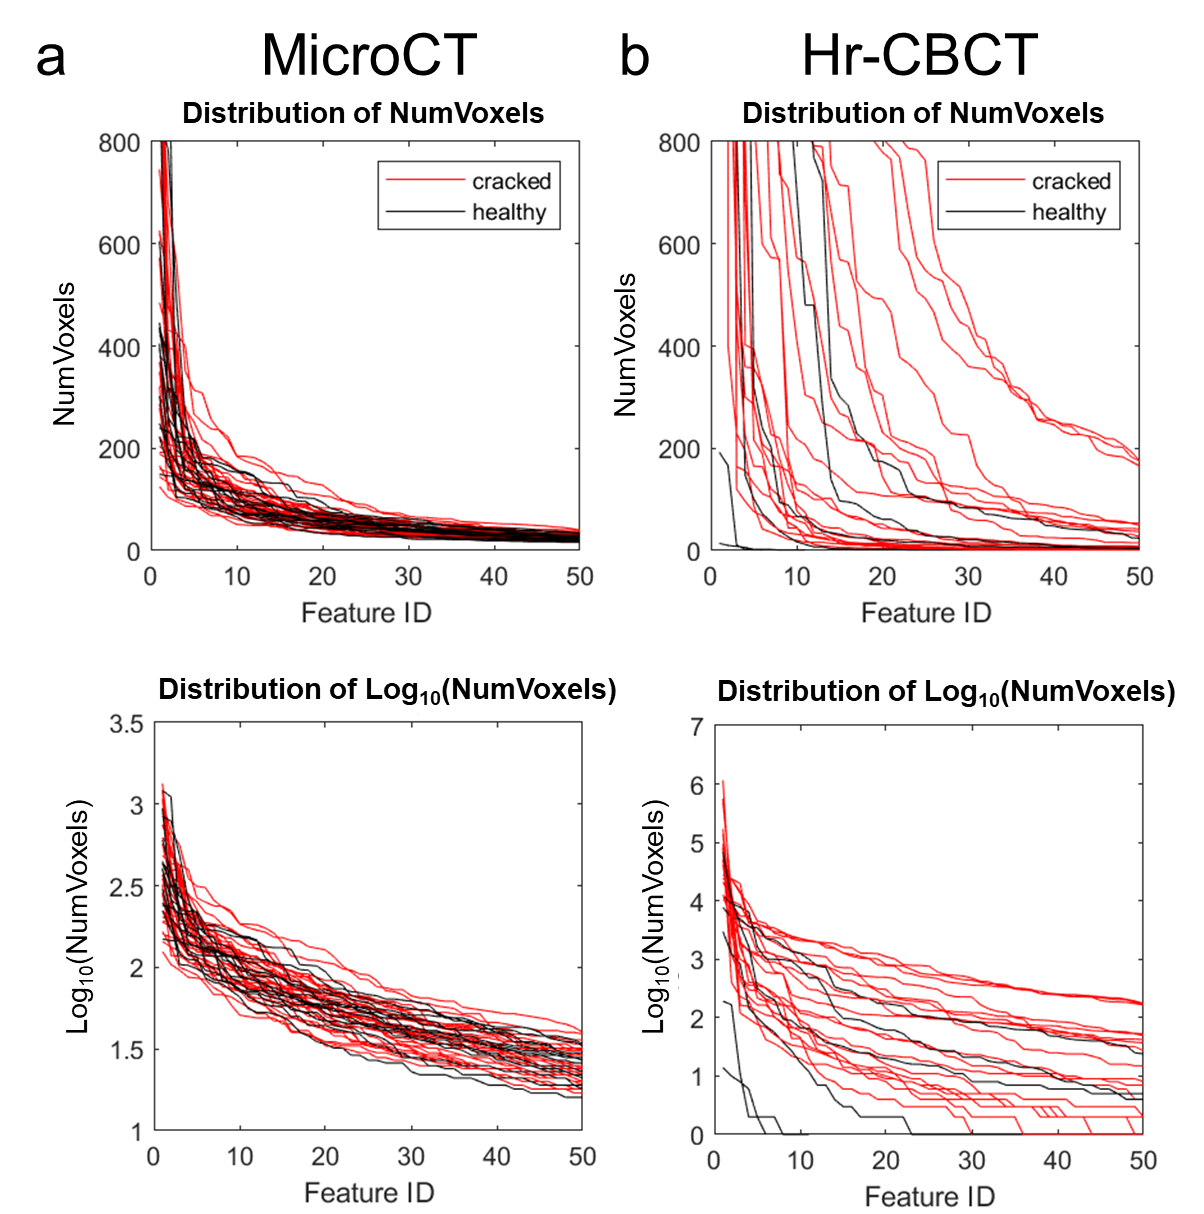 a MicroCT
b Hr-CBCT
Distribution of NumVoxels
800
600
400
200
0
NumVoxels
cracked
healthy
0 10 20 30 40 50
Feature ID
Distribution of NumVoxels
800
600
400
200
0
NumVoxels
cracked
healthy
0 10 20 30 40 50
Feature ID
Distribution of Log₁₀(NumVoxels)
3.5
3
2.5
2
1.5
1
Log₁₀(NumVoxels)
0 10 20 30 40 50
Feature ID
Distribution of Log₁₀(NumVoxels)
7
6
5
4
3
2
1
0
Log₁₀(NumVoxels)
0 10 20 30 40 50
Feature ID